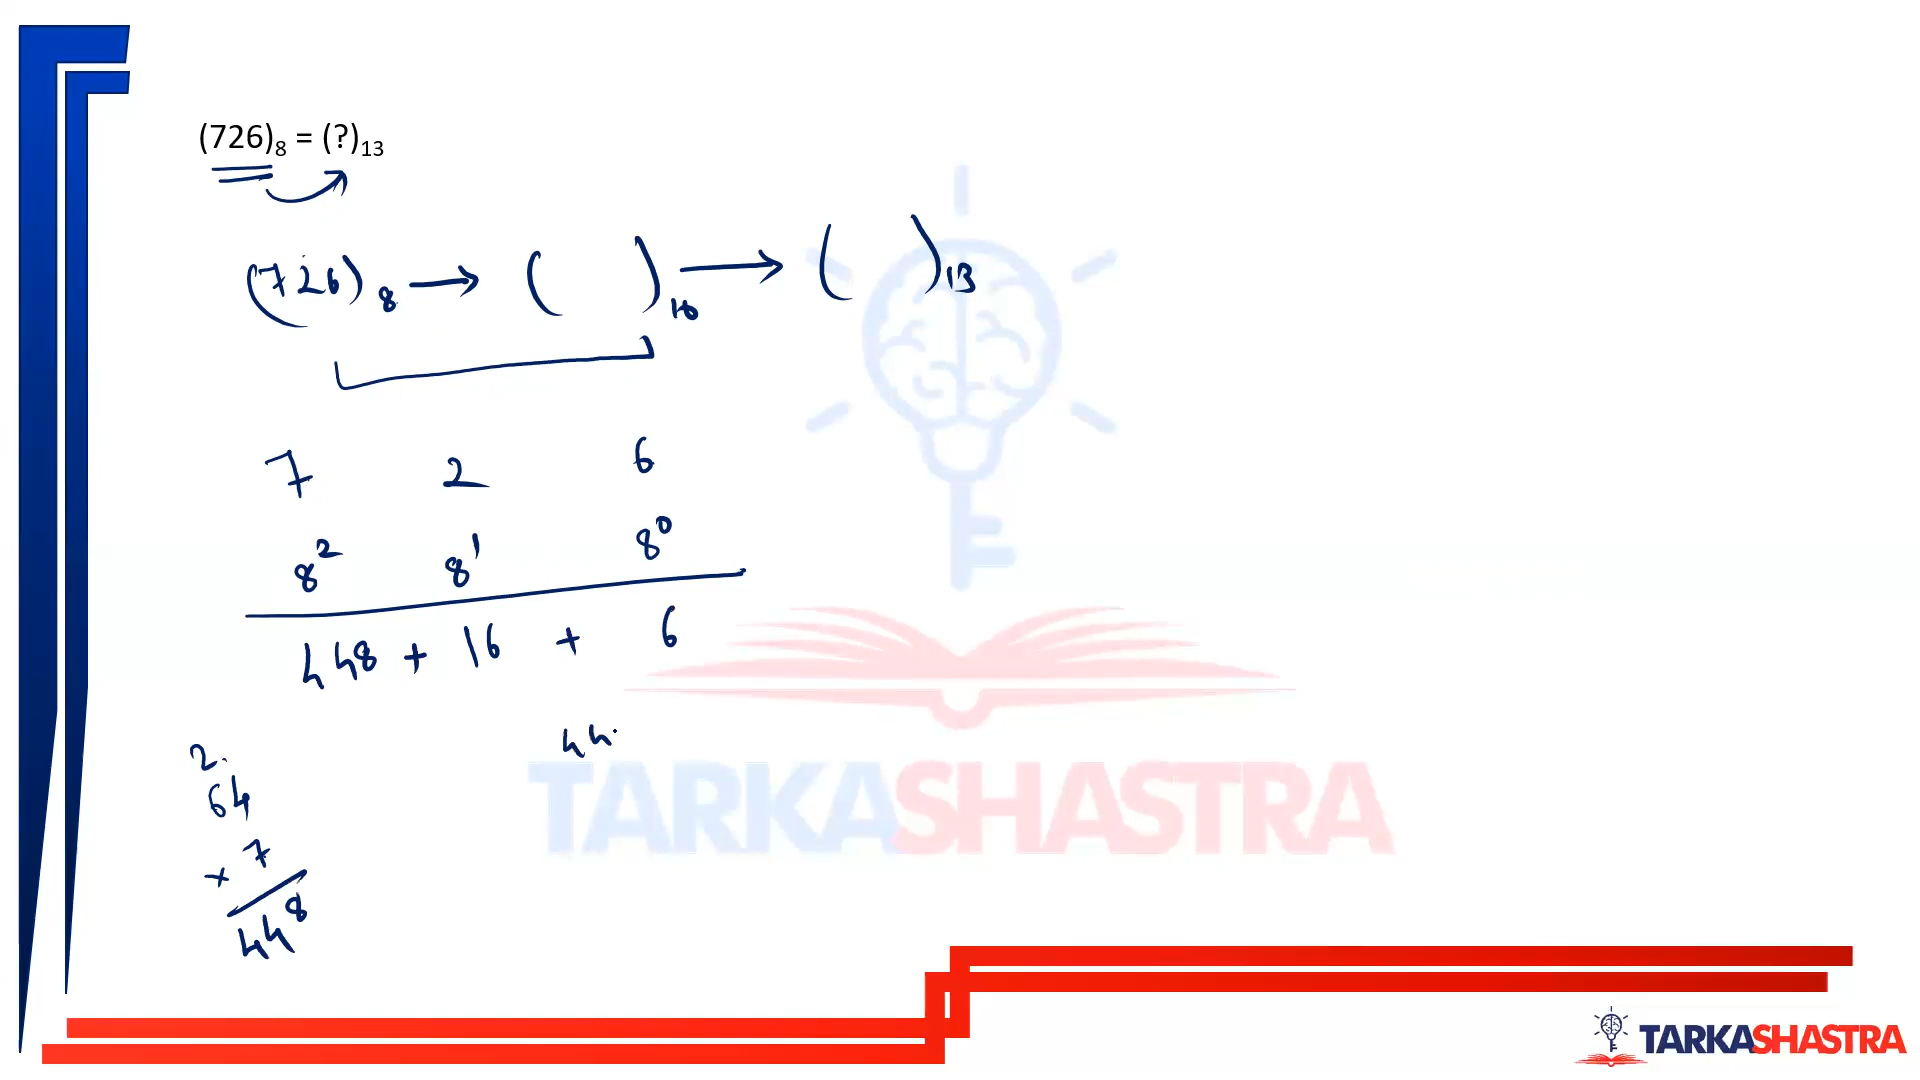 (726)₈ = (?)₁₃
(726)₈ → ( )₁₀ → ( )₁₃
7 2 6
8² 8¹ 8⁰
448 + 16 + 6
44
2.
64
× 7
448
TARKASHASTRA
TARKASHASTRA